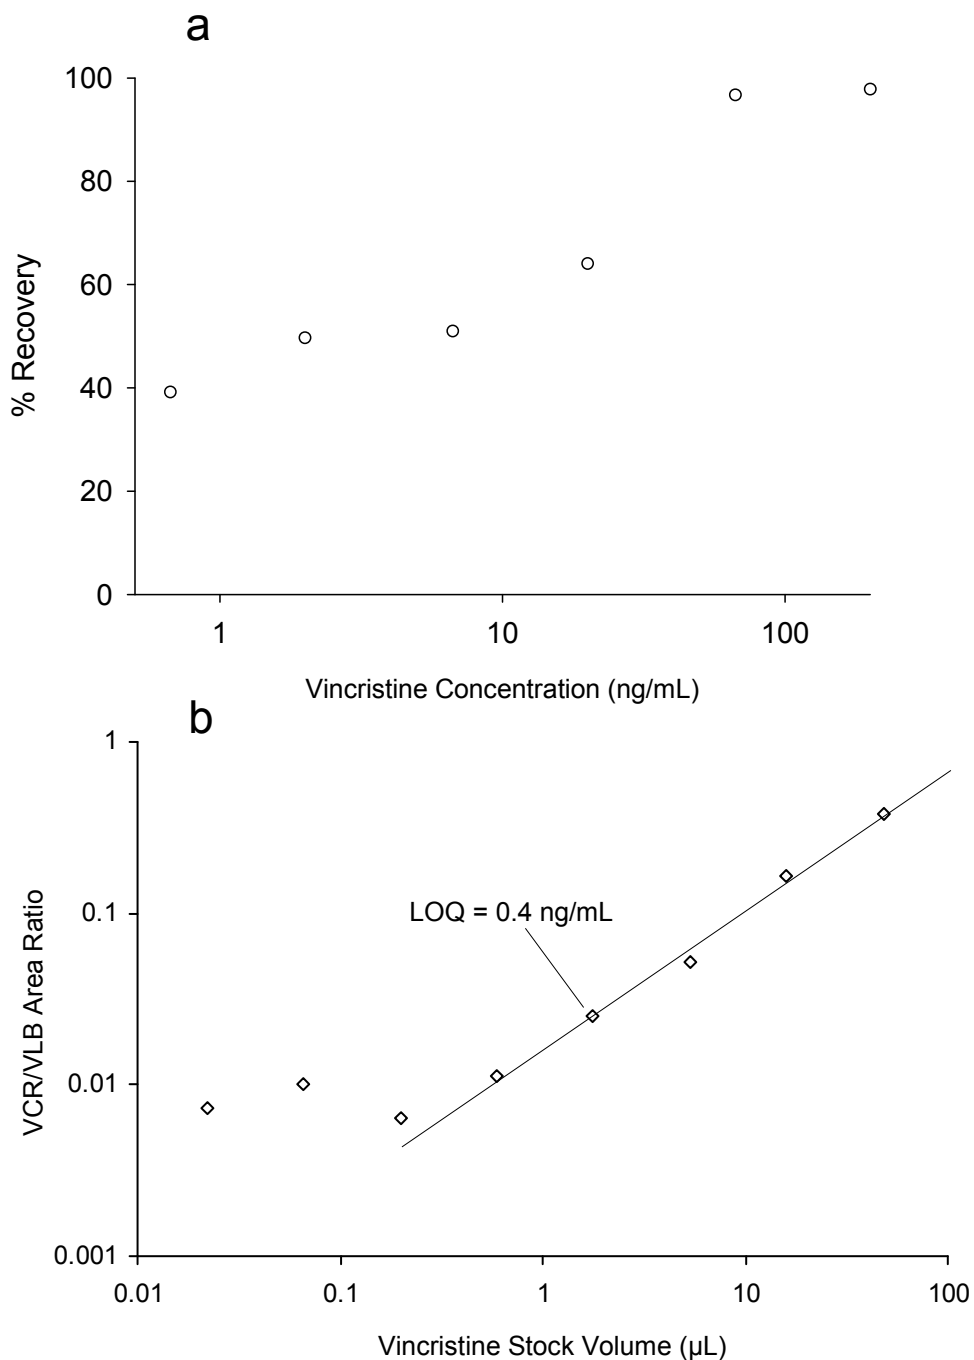 a
100
80
60
40
20
0
% Recovery
1 10 100
Vincristine Concentration (ng/mL)
b
1
0.1
0.01
0.001
VCR/VLB Area Ratio
LOQ = 0.4 ng/mL
0.01 0.1 1 10 100
Vincristine Stock Volume (µL)